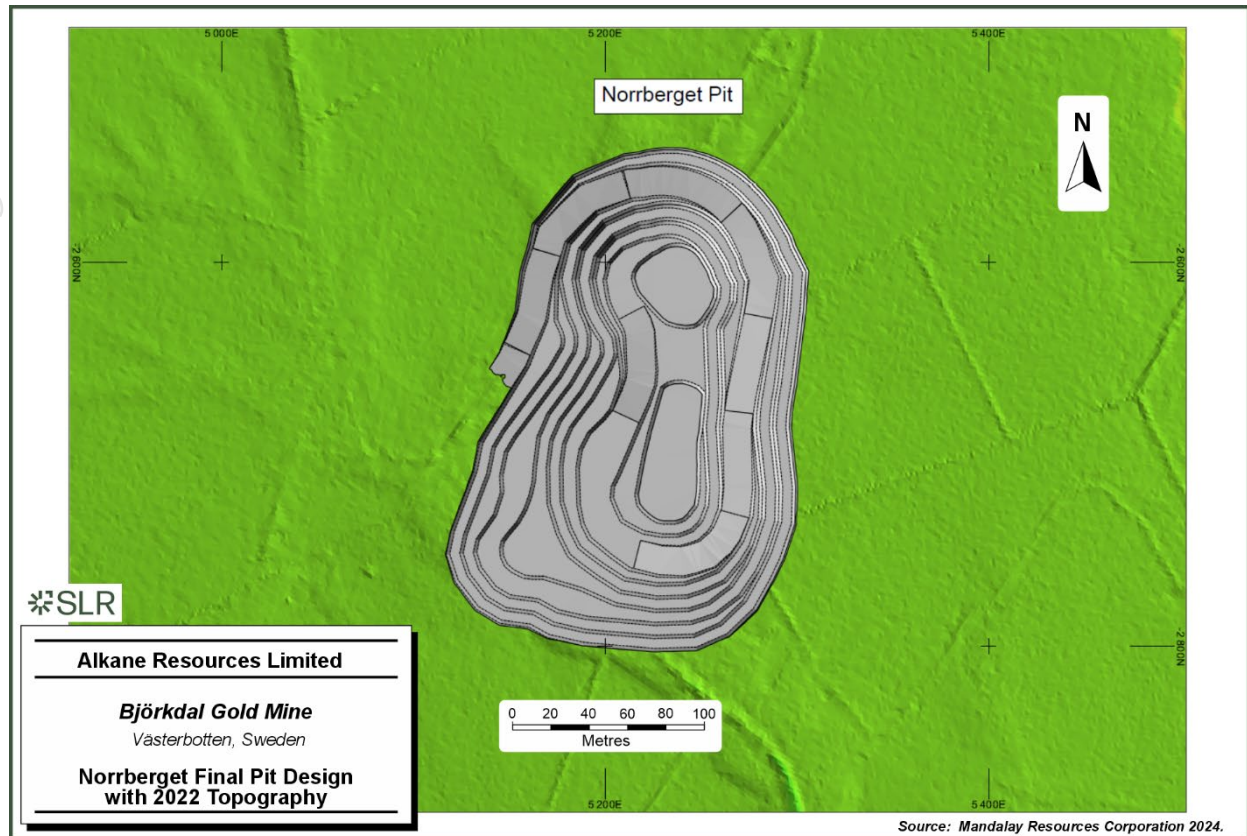 5 000E
5 200E
5 400E
Norrberget Pit
N
-2 600N
-2 600N
-2 800N
SLR
Alkane Resources Limited
Björkdal Gold Mine
Västerbotten, Sweden
Norrberget Final Pit Design
with 2022 Topography
0 20 40 60 80 100
Metres
5 200E
5 400E
Source: Mandalay Resources Corporation 2024.